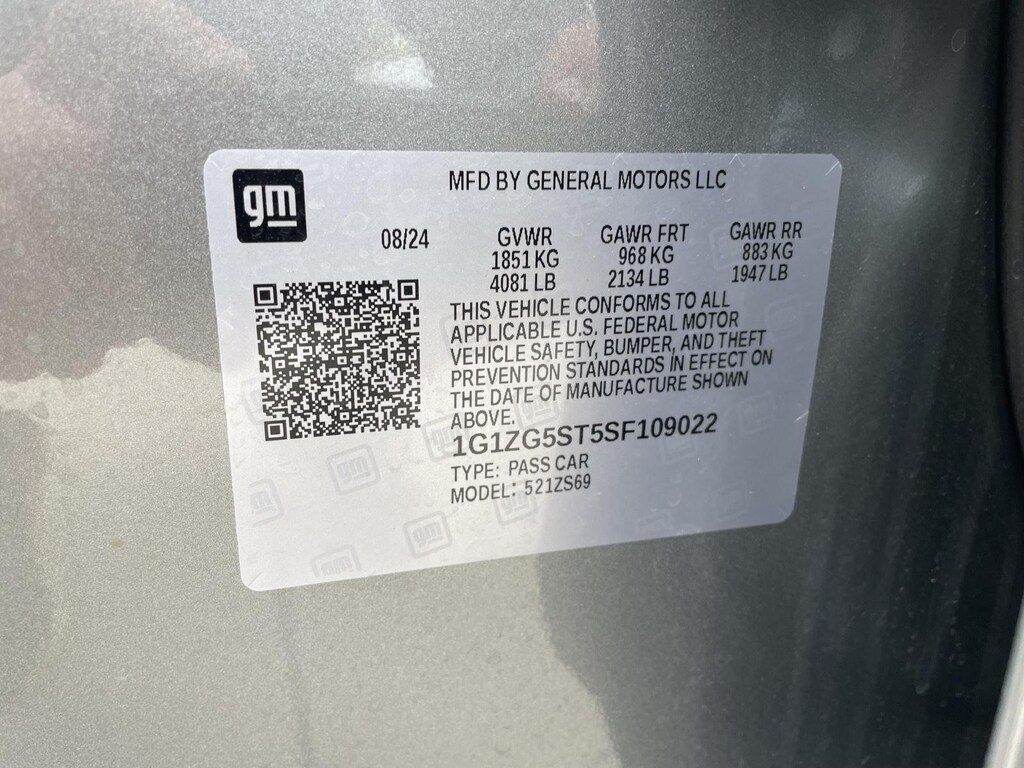 gm
MFD BY GENERAL MOTORS LLC
08/24
GVWR
1851 KG
4081 LB
GAWR FRT
968 KG
2134 LB
GAWR RR
883 KG
1947 LB
THIS VEHICLE CONFORMS TO ALL
APPLICABLE U.S. FEDERAL MOTOR
VEHICLE SAFETY, BUMPER, AND THEFT
PREVENTION STANDARDS IN EFFECT ON
THE DATE OF MANUFACTURE SHOWN
ABOVE.
1G1ZG5ST5SF109022
TYPE: PASS CAR
MODEL: 521ZS69